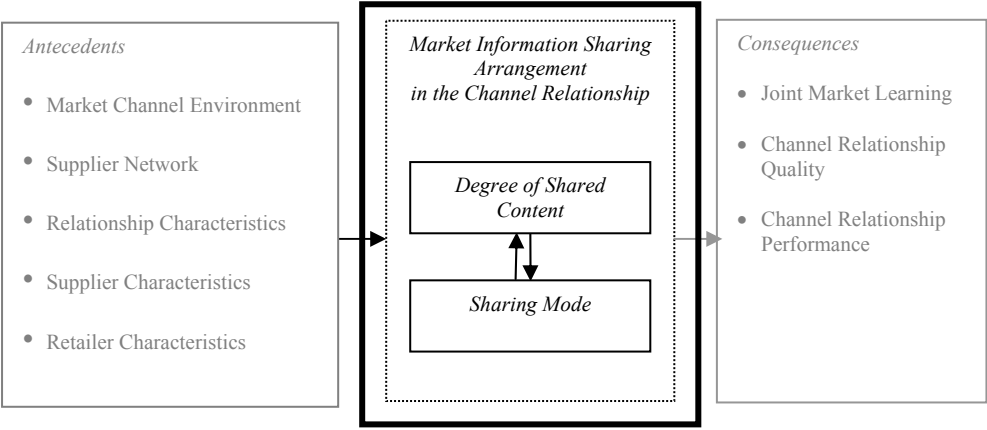 Antecedents
• Market Channel Environment
• Supplier Network
• Relationship Characteristics
• Supplier Characteristics
• Retailer Characteristics
Market Information Sharing
Arrangement
in the Channel Relationship
Degree of Shared
Content
Sharing Mode
Consequences
• Joint Market Learning
• Channel Relationship
Quality
• Channel Relationship
Performance